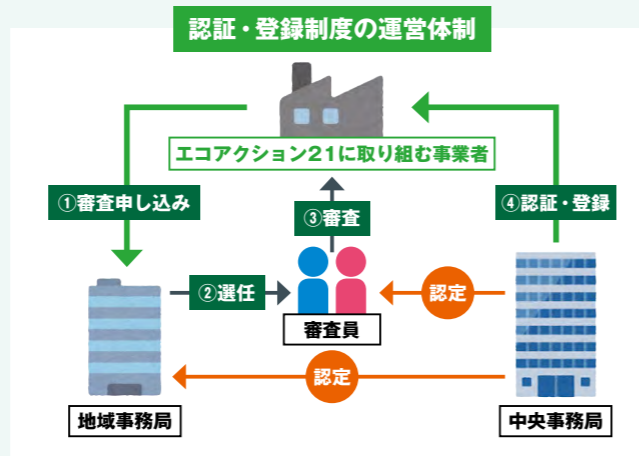 認証・登録制度の運営体制
エコアクション21に取り組む事業者
①審査申し込み
③審査
④認証・登録
②選任
認定
審査員
認定
地域事務局
中央事務局